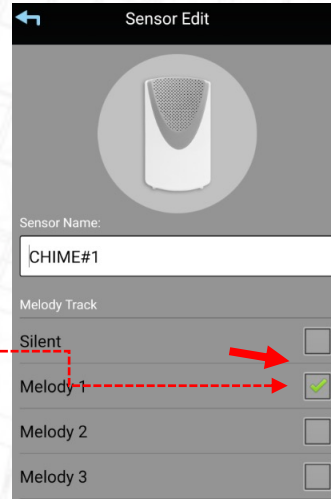 Sensor Edit
Sensor Name:
CHIME#1
Melody Track
Silent
Melody 1
Melody 2
Melody 3